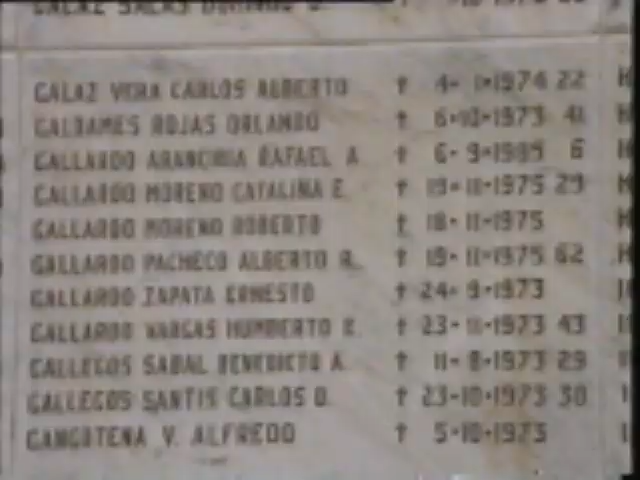 GALAZ SALAS
GALAZ VERA CARLOS ALBERTO † 4- 1-1974 22
GALDAMES ROJAS ORLANDO † 6-10-1973 41
GALLARDO RAFAEL A † 6- 9-1985 6
GALLARDO MORENO CATALINA E. † 19-11-1975 29
GALLARDO MORENO ROBERTO † 18-11-1975
GALLARDO PACHECO ALBERTO R. † 19-11-1975 62
GALLARDO ZAPATA ERNESTO † 24- 9-1973
GALLARDO VARGAS HUMBERTO † 23-11-1973 43
GALLEGOS BENEDICTO A. † 11- 8-1973 29
GALLEGOS SANTIS CARLOS O. † 23-10-1973 30
GANGOTENA V. ALFREDO † 5-10-1973